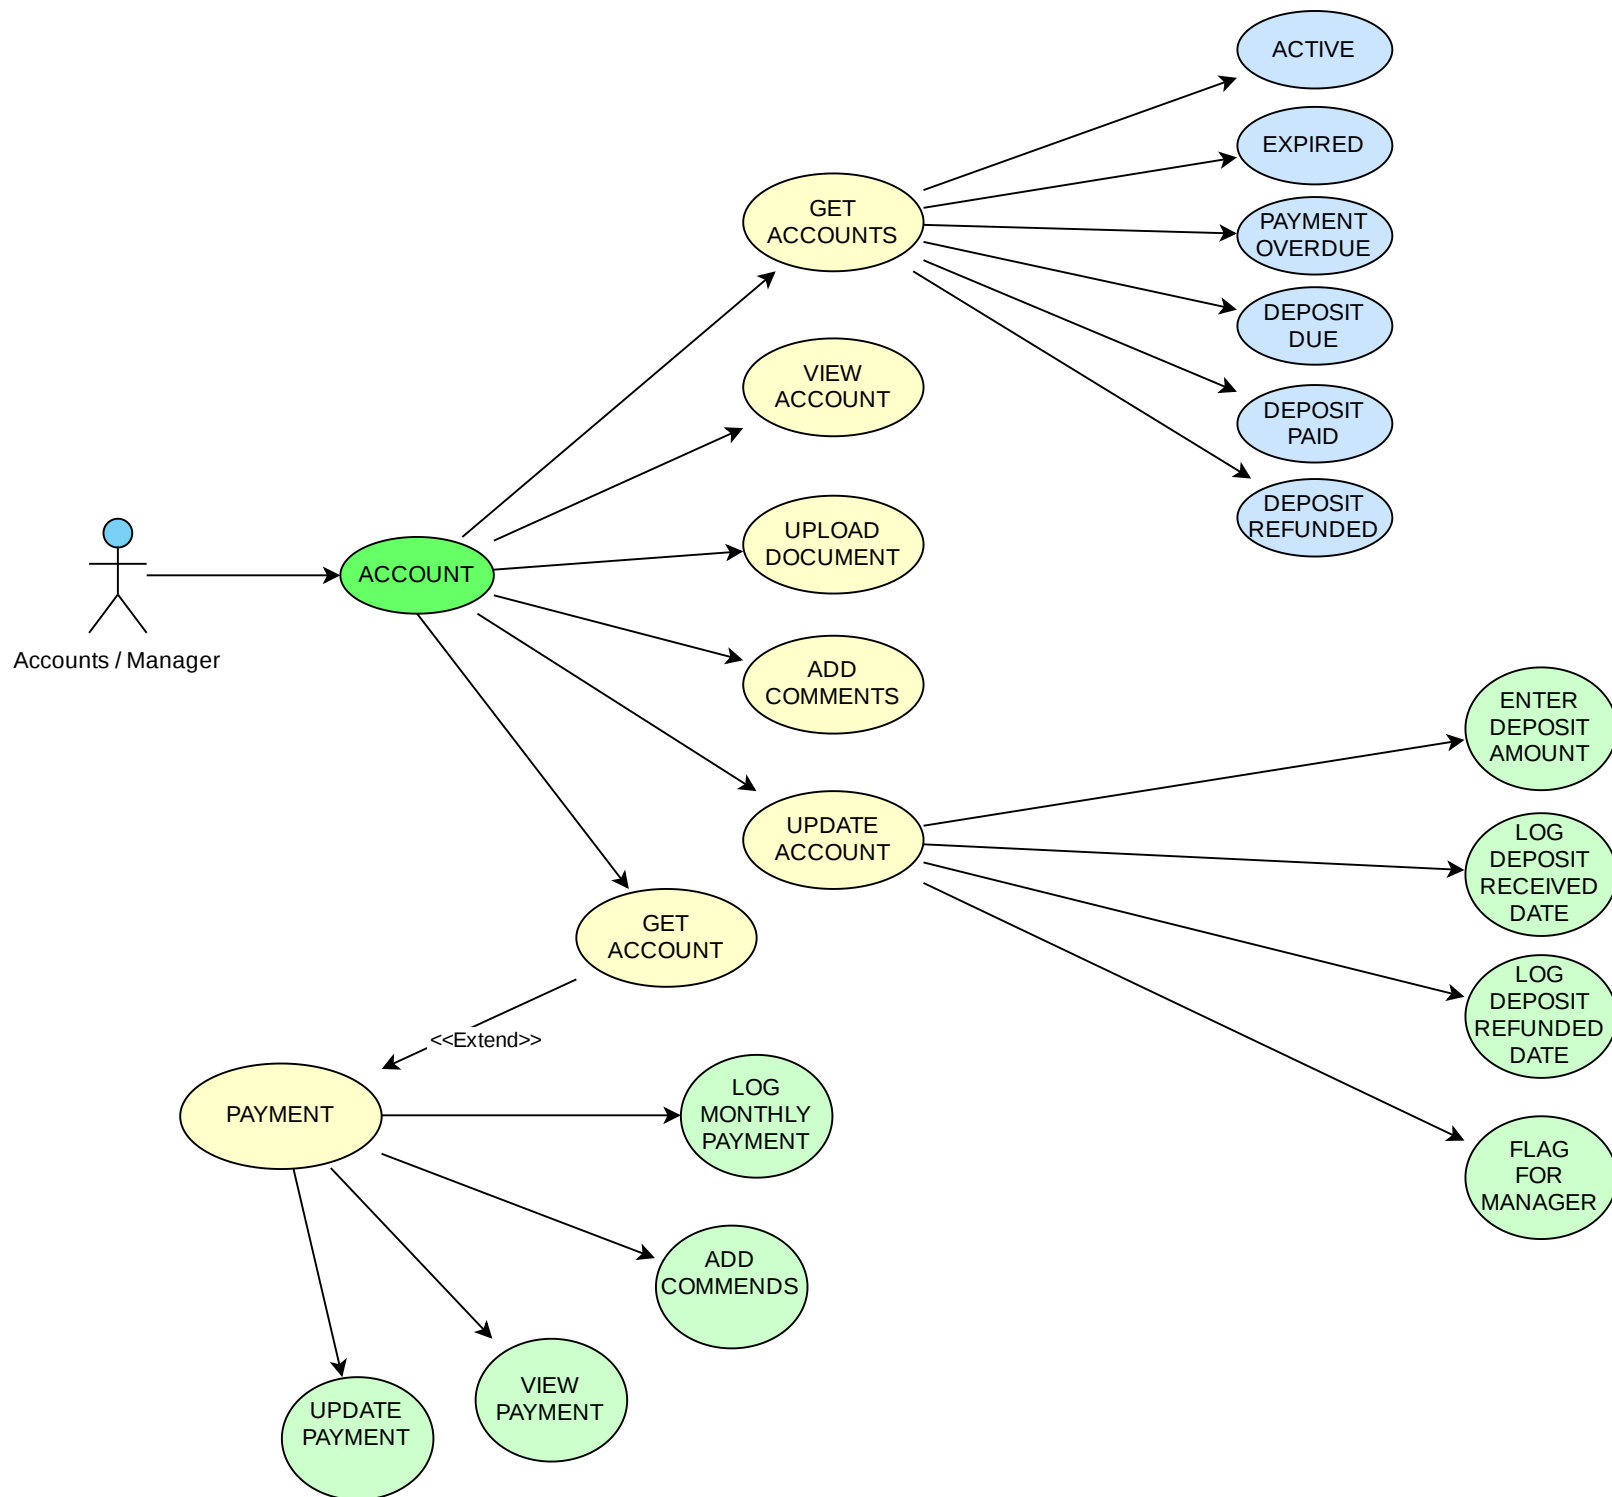 ACTIVE
EXPIRED
PAYMENT
OVERDUE
DEPOSIT
DUE
DEPOSIT
PAID
DEPOSIT
REFUNDED
GET
ACCOUNTS
VIEW
ACCOUNT
UPLOAD
DOCUMENT
ADD
COMMENTS
ACCOUNT
Accounts / Manager
UPDATE
ACCOUNT
ENTER
DEPOSIT
AMOUNT
LOG
DEPOSIT
RECEIVED
DATE
LOG
DEPOSIT
REFUNDED
DATE
FLAG
FOR
MANAGER
GET
ACCOUNT
<<Extend>>
PAYMENT
LOG
MONTHLY
PAYMENT
ADD
COMMENDS
VIEW
PAYMENT
UPDATE
PAYMENT